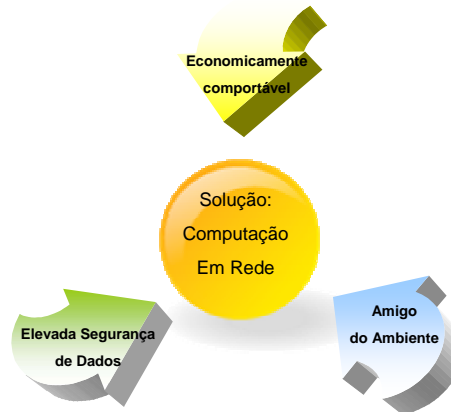 Economicamente
comportável
Solução:
Computação
Em Rede
Elevada Segurança
de Dados
Amigo
do Ambiente